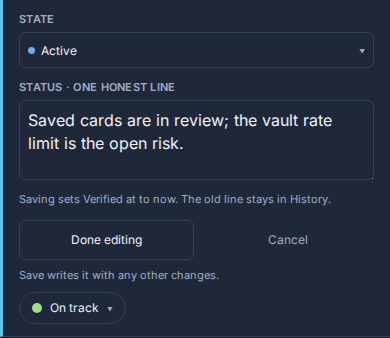 STATE
Active
STATUS · ONE HONEST LINE
Saved cards are in review; the vault rate
limit is the open risk.
Saving sets Verified at to now. The old line stays in History.
Done editing
Cancel
Save writes it with any other changes.
On track